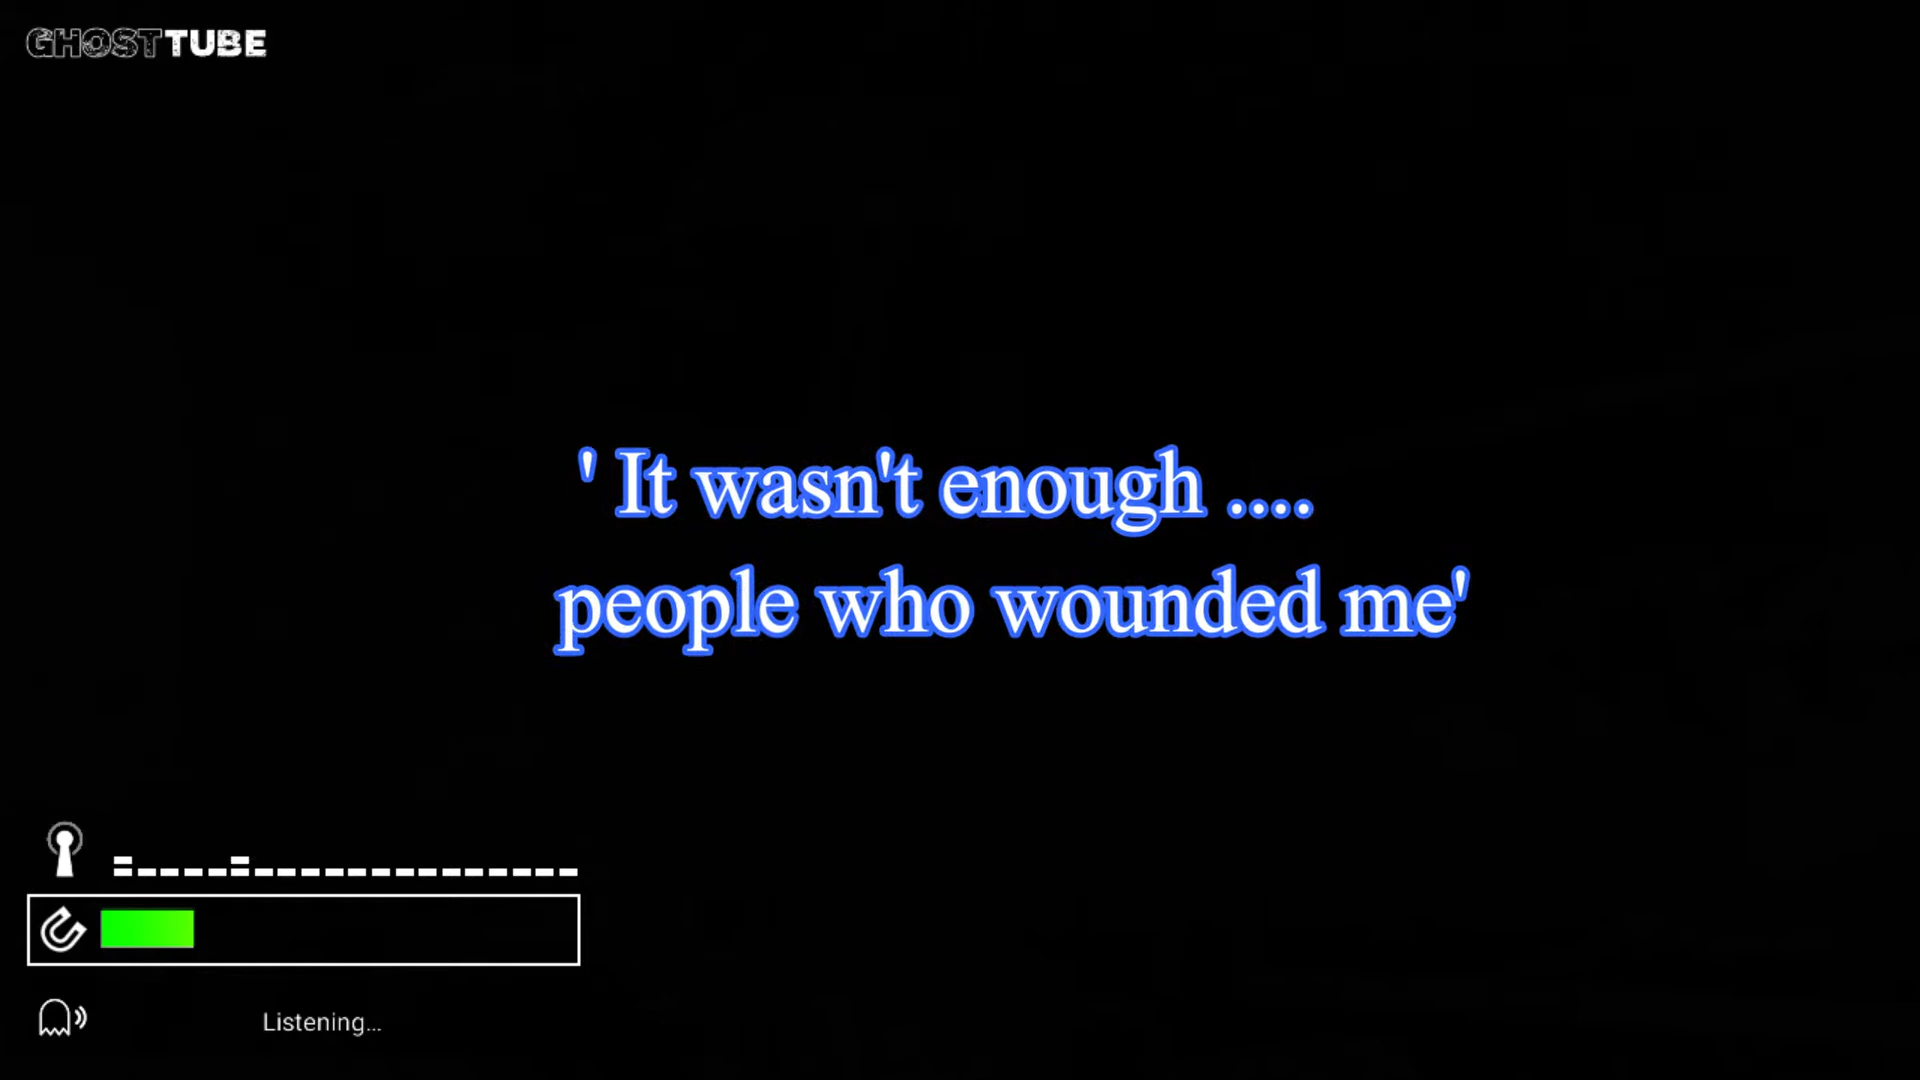 GHOSTTUBE
' It wasn't enough ....
people who wounded me'
Listening...